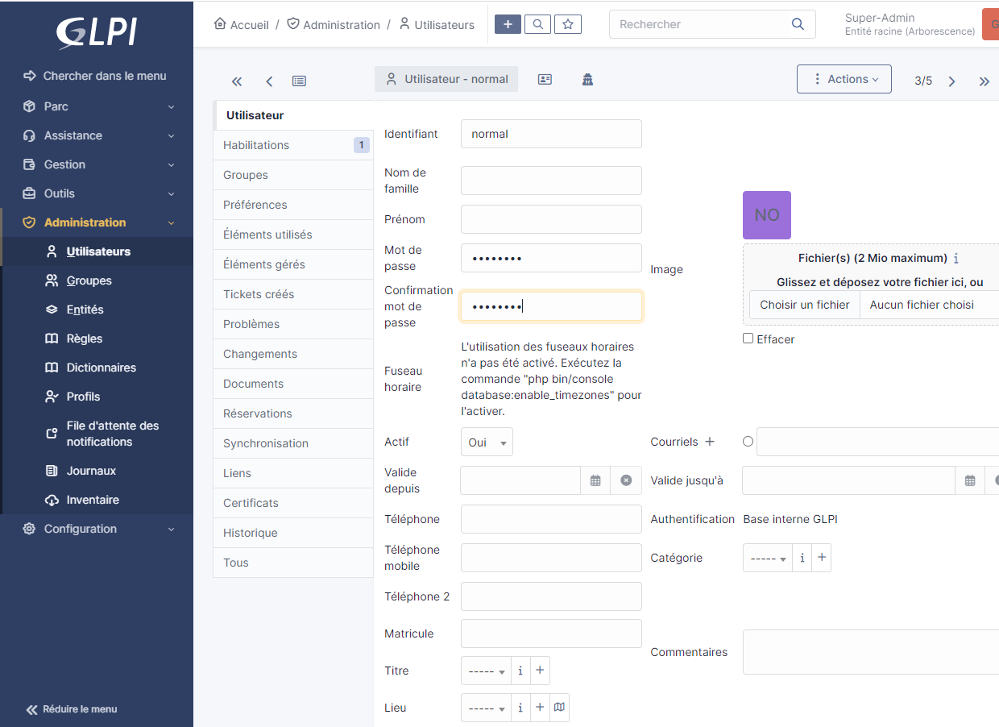 GLPI
Accueil / Administration / Utilisateurs
Rechercher
Super-Admin
Entité racine (Arborescence)
G
Chercher dans le menu
Parc
Assistance
Gestion
Outils
Administration
Utilisateurs
Groupes
Entités
Règles
Dictionnaires
Profils
File d'attente des
notifications
Journaux
Inventaire
Configuration
Réduire le menu
Utilisateur - normal
Actions
3/5
Utilisateur
Habilitations 1
Groupes
Préférences
Éléments utilisés
Éléments gérés
Tickets créés
Problèmes
Changements
Documents
Réservations
Synchronisation
Liens
Certificats
Historique
Tous
Identifiant normal
Nom de
famille
Prénom
Mot de
passe
••••••••
Confirmation
mot de
passe
••••••••
Fuseau
horaire
L'utilisation des fuseaux horaires
n'a pas été activé. Exécutez la
commande "php bin/console
database:enable_timezones" pour
l'activer.
Actif Oui
Valide
depuis
Téléphone
Téléphone
mobile
Téléphone 2
Matricule
Titre -----
Lieu -----
Image
NO
Fichier(s) (2 Mio maximum)
Glissez et déposez votre fichier ici, ou
Choisir un fichier Aucun fichier choisi
Effacer
Courriels
Valide jusqu'à
Authentification Base interne GLPI
Catégorie -----
Commentaires